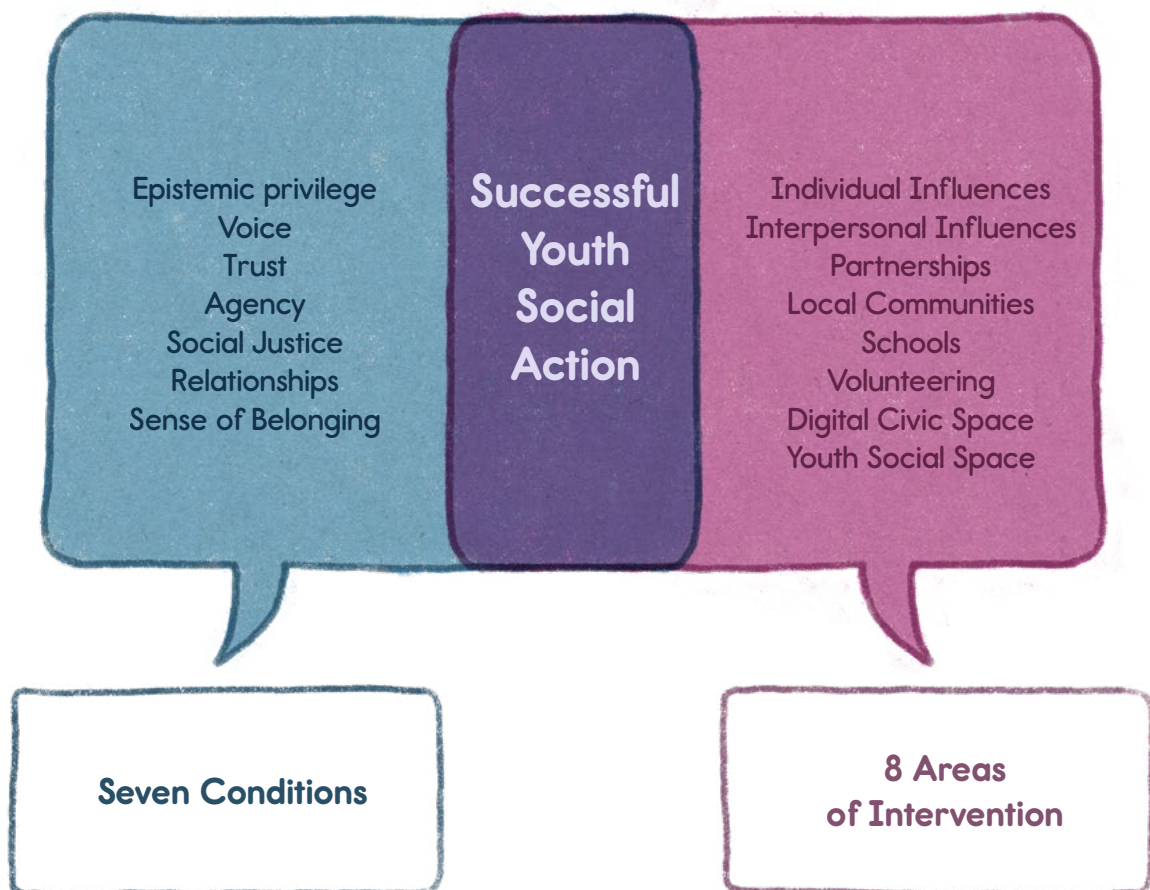 Epistemic privilege
Voice
Trust
Agency
Social Justice
Relationships
Sense of Belonging
Successful
Youth
Social
Action
Individual Influences
Interpersonal Influences
Partnerships
Local Communities
Schools
Volunteering
Digital Civic Space
Youth Social Space
Seven Conditions
8 Areas
of Intervention